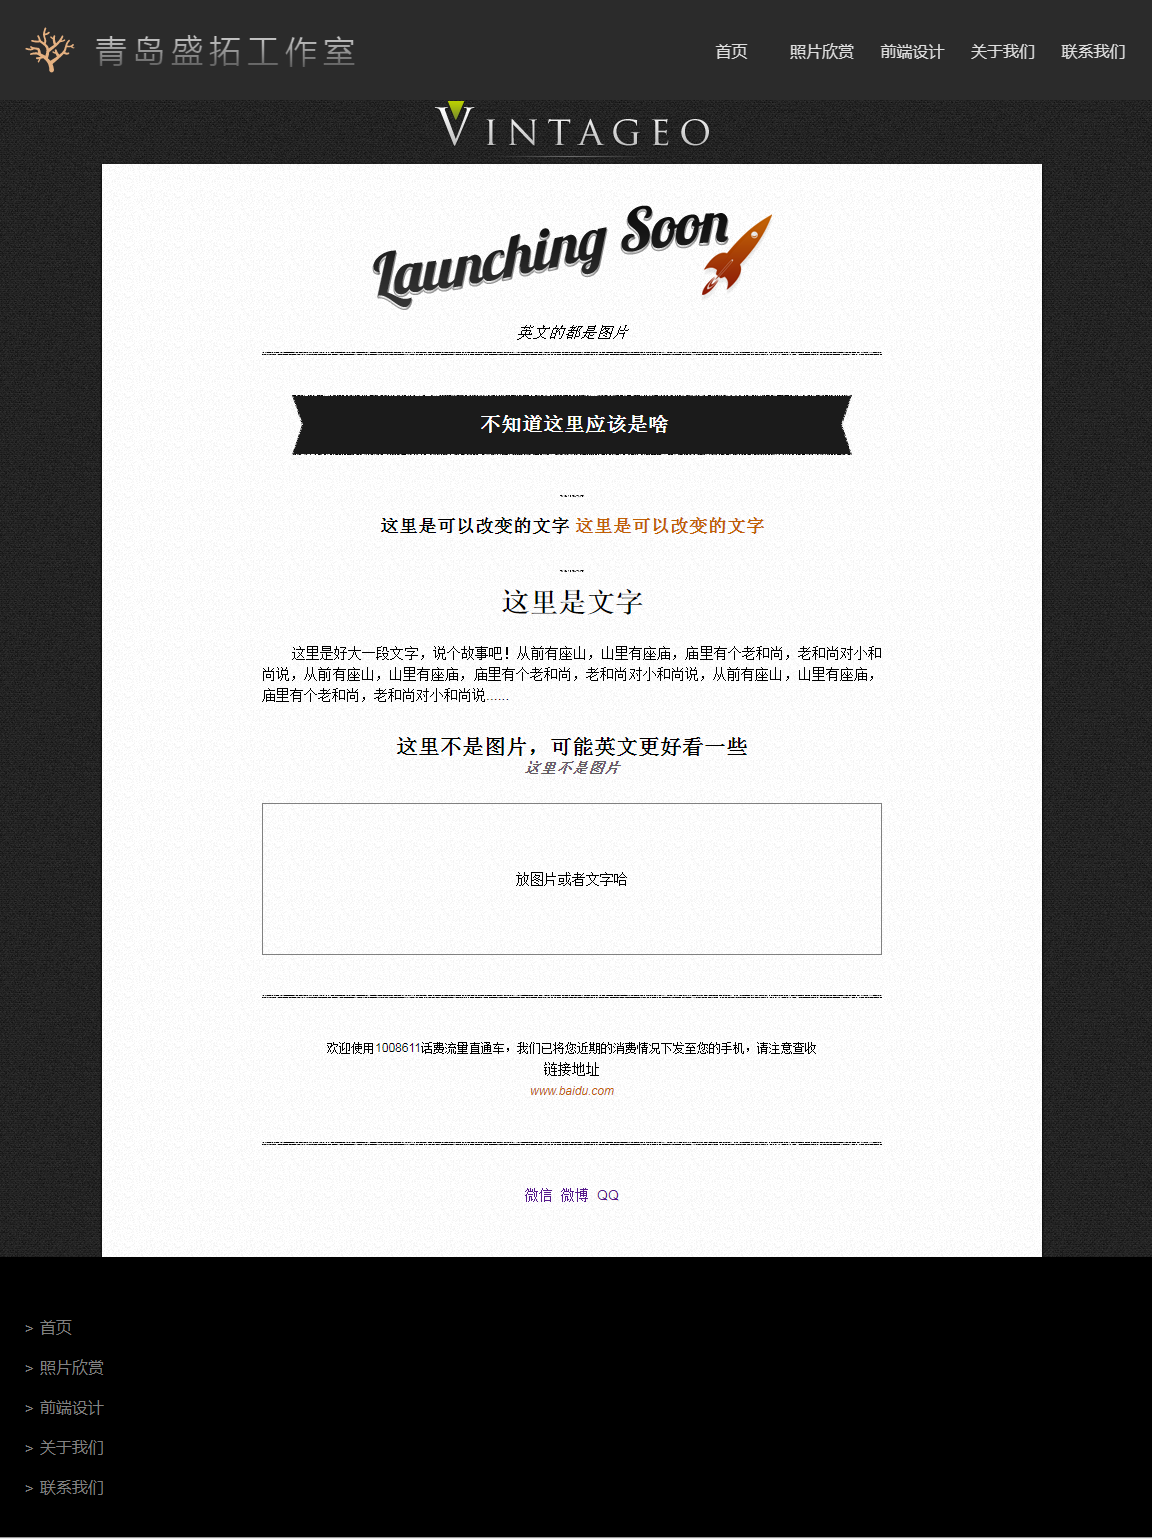 青岛盛拓工作室
首页 照片欣赏 前端设计 关于我们 联系我们
VINTAGEO
Launching Soon
英文的都是图片
不知道这里应该是啥
这里是可以改变的文字 这里是可以改变的文字
这里是文字
这里是好大一段文字，说个故事吧！从前有座山，山里有座庙，庙里有个老和尚，老和尚对小和
尚说，从前有座山，山里有座庙，庙里有个老和尚，老和尚对小和尚说，从前有座山，山里有座庙，
庙里有个老和尚，老和尚对小和尚说......
这里不是图片，可能英文更好看一些
这里不是图片
放图片或者文字哈
欢迎使用1008611话费流量直通车，我们已将您近期的消费情况下发至您的手机，请注意查收
链接地址
www.baidu.com
微信 微博 QQ
> 首页
> 照片欣赏
> 前端设计
> 关于我们
> 联系我们